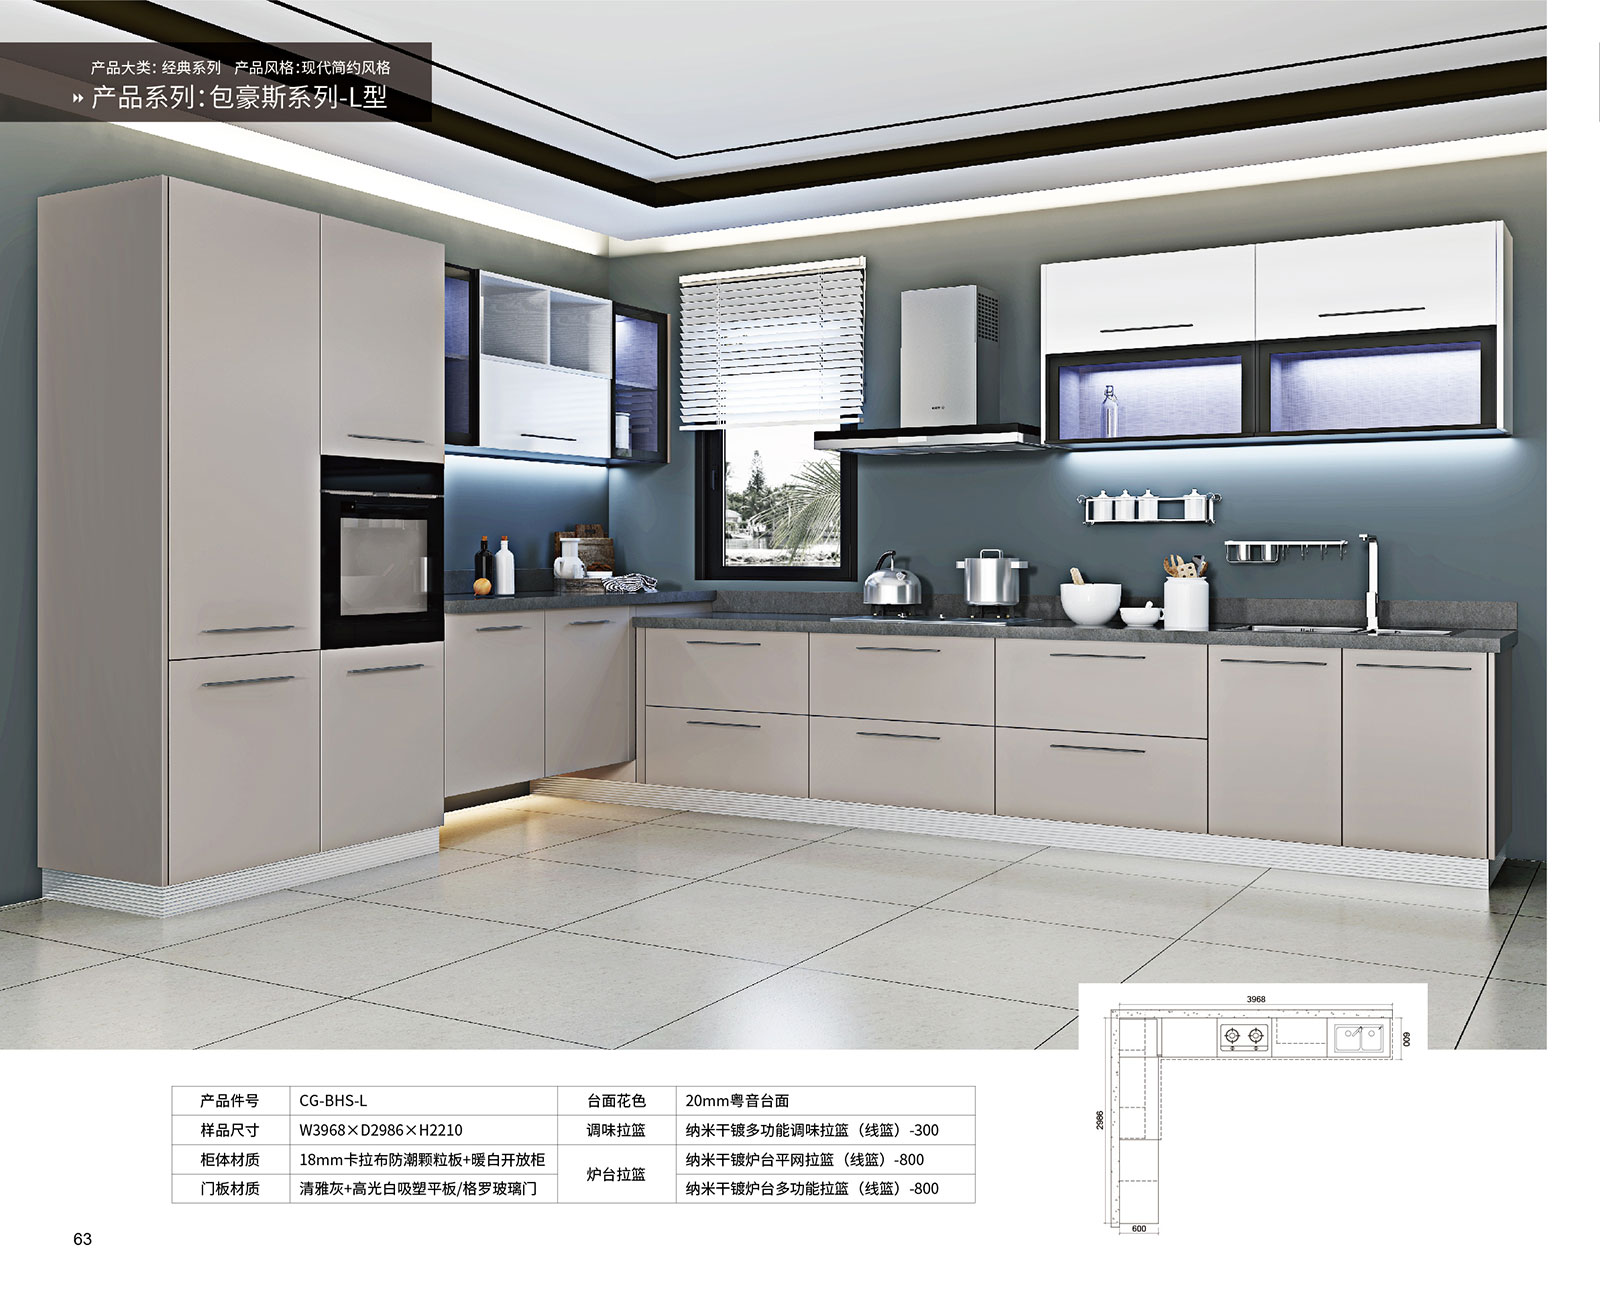 产品大类：经典系列 产品风格：现代简约风格
产品系列：包豪斯系列-L型
3968
600
2986
600
产品件号 CG-BHS-L 台面花色 20mm粤音台面
样品尺寸 W3968×D2986×H2210 调味拉篮 纳米干镀多功能调味拉篮（线篮）-300
柜体材质 18mm卡拉布防潮颗粒板+暖白开放柜 炉台拉篮 纳米干镀炉台平网拉篮（线篮）-800
门板材质 清雅灰+高光白吸塑平板/格罗玻璃门 纳米干镀炉台多功能拉篮（线篮）-800
63